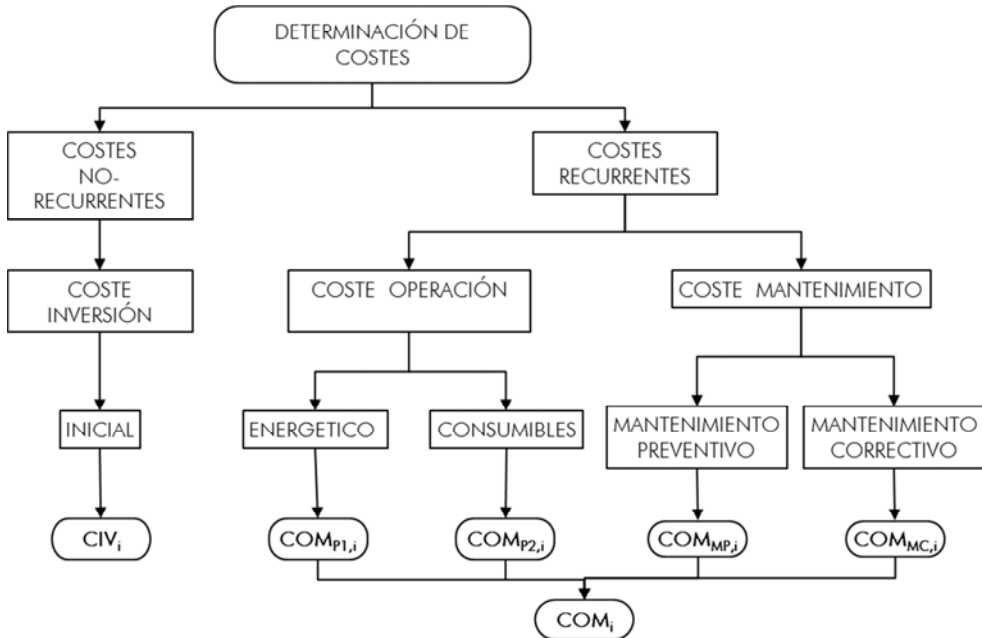 DETERMINACIÓN DE
COSTES
COSTES
NO-
RECURRENTES
COSTES
RECURRENTES
COSTE
INVERSIÓN
COSTE OPERACIÓN
COSTE MANTENIMIENTO
INICIAL
ENERGETICO
CONSUMIBLES
MANTENIMIENTO
PREVENTIVO
MANTENIMIENTO
CORRECTIVO
CIVi
COMP1,i
COMP2,i
COMMP,i
COMMC,i
COMi